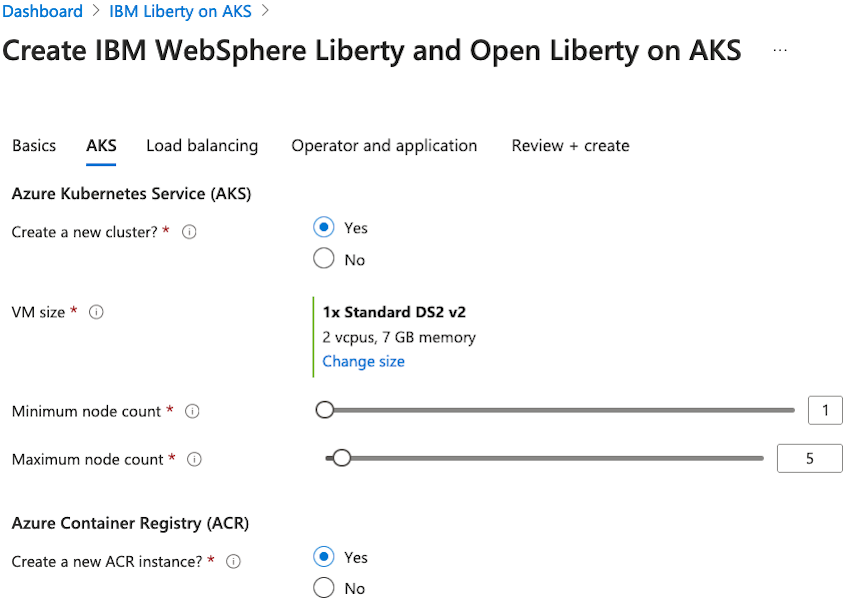 Dashboard > IBM Liberty on AKS >
Create IBM WebSphere Liberty and Open Liberty on AKS ...
Basics AKS Load balancing Operator and application Review + create
Azure Kubernetes Service (AKS)
Create a new cluster? * Yes
No
VM size * 1x Standard DS2 v2
2 vcpus, 7 GB memory
Change size
Minimum node count * 1
Maximum node count * 5
Azure Container Registry (ACR)
Create a new ACR instance? * Yes
No